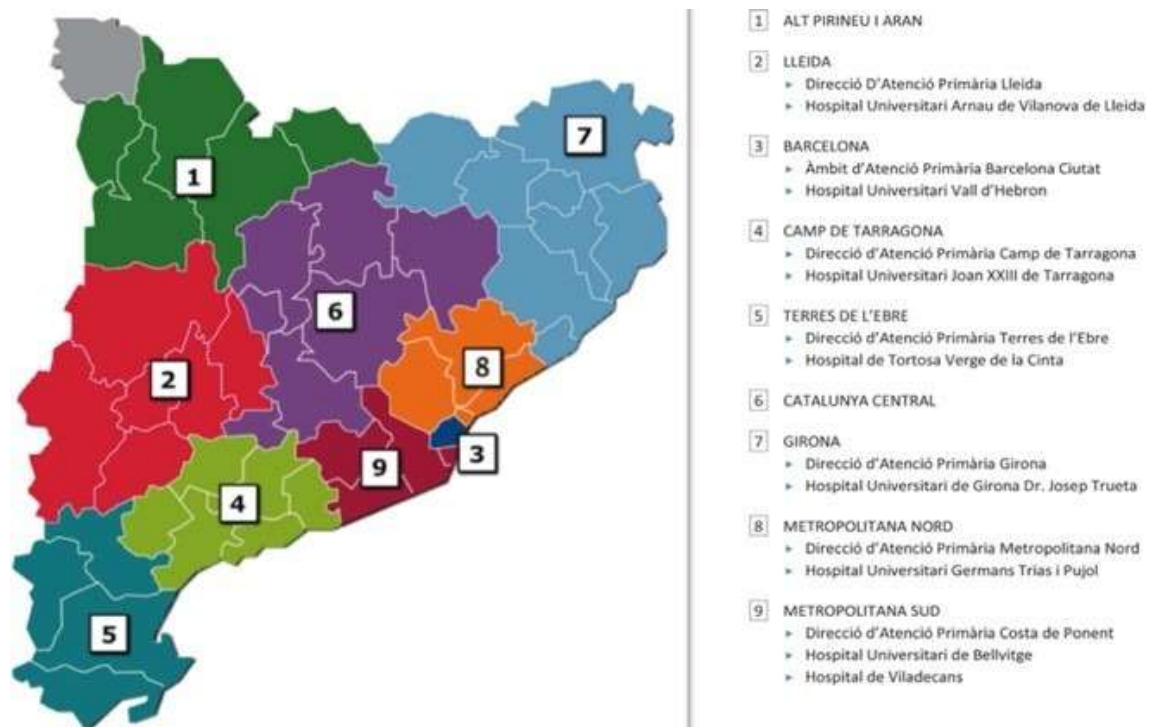 1
2
3
4
5
6
7
8
9
1 ALT PIRINEU I ARAN
2 LLEIDA
► Direcció D'Atenció Primària Lleida
► Hospital Universitari Arnau de Vilanova de Lleida
3 BARCELONA
► Àmbit d'Atenció Primària Barcelona Ciutat
► Hospital Universitari Vall d'Hebron
4 CAMP DE TARRAGONA
► Direcció d'Atenció Primària Camp de Tarragona
► Hospital Universitari Joan XXIII de Tarragona
5 TERRES DE L'EBRE
► Direcció d'Atenció Primària Terres de l'Ebre
► Hospital de Tortosa Verge de la Cinta
6 CATALUNYA CENTRAL
7 GIRONA
► Direcció d'Atenció Primària Girona
► Hospital Universitari de Girona Dr. Josep Trueta
8 METROPOLITANA NORD
► Direcció d'Atenció Primària Metropolitana Nord
► Hospital Universitari Germans Trias i Pujol
9 METROPOLITANA SUD
► Direcció d'Atenció Primària Costa de Ponent
► Hospital Universitari de Bellvitge
► Hospital de Viladecans